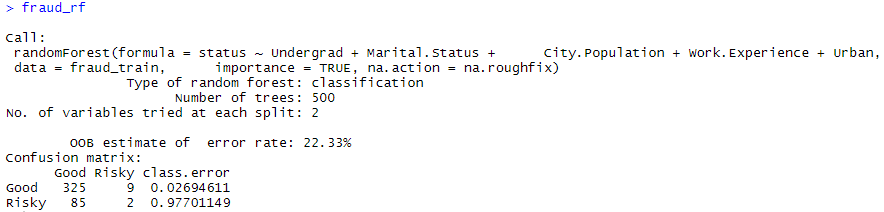 > fraud_rf
Call:
 randomForest(formula = status ~ Undergrad + Marital.Status +      City.Population + Work.Experience + Urban,
 data = fraud_train,      importance = TRUE, na.action = na.roughfix)
               Type of random forest: classification
                     Number of trees: 500
No. of variables tried at each split: 2
        OOB estimate of  error rate: 22.33%
Confusion matrix:
      Good Risky class.error
Good   325     9  0.02694611
Risky   85     2  0.97701149